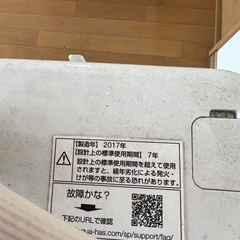 【製造年】2017年
【設計上の標準使用期間】7年
設計上の標準使用期間を超えて使用
されますと、経年劣化による発火・
けが等の事故に至る恐れがあります。
故障かな？
下記のURLで確認
a-has.com/sp/support/faq/